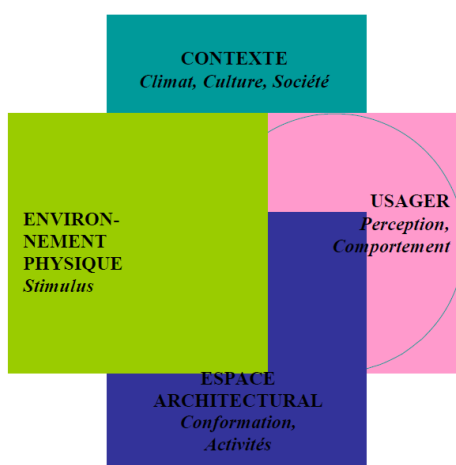 CONTEXTE
Climat, Culture, Société
ENVIRON-
NEMENT
PHYSIQUE
Stimulus
USAGER
Perception,
Comportement
ESPACE
ARCHITECTURAL
Conformation,
Activités